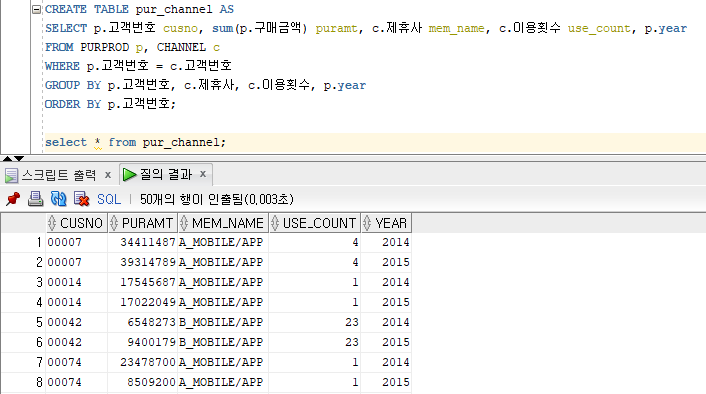 CREATE TABLE pur_channel AS
SELECT p.고객번호 cusno, sum(p.구매금액) puramt, c.제휴사 mem_name, c.이용횟수 use_count, p.year
FROM PURPROD p, CHANNEL c
WHERE p.고객번호 = c.고객번호
GROUP BY p.고객번호, c.제휴사, c.이용횟수, p.year
ORDER BY p.고객번호;
select * from pur_channel;
스크립트 출력 x 질의 결과 x
SQL | 50개의 행이 인출됨(0,003초)
CUSNO PURAMT MEM_NAME USE_COUNT YEAR
1 00007 34411487 A_MOBILE/APP 4 2014
2 00007 39314789 A_MOBILE/APP 4 2015
3 00014 17545687 A_MOBILE/APP 1 2014
4 00014 17022049 A_MOBILE/APP 1 2015
5 00042 6548273 B_MOBILE/APP 23 2014
6 00042 9400179 B_MOBILE/APP 23 2015
7 00074 23478700 A_MOBILE/APP 1 2014
8 00074 8509200 A_MOBILE/APP 1 2015